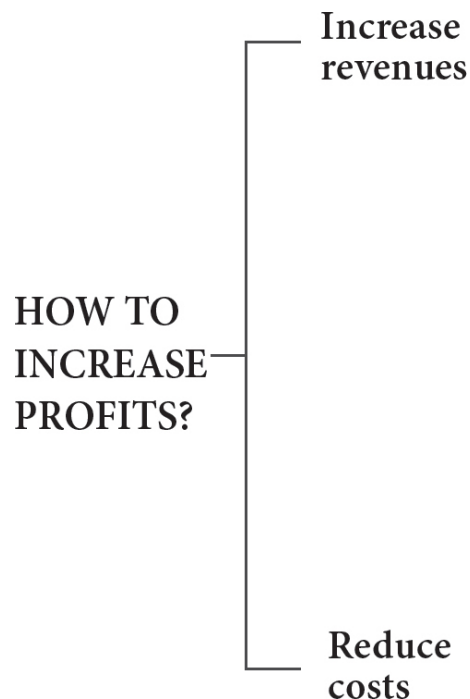 Increase
revenues
HOW TO
INCREASE
PROFITS?
Reduce
costs